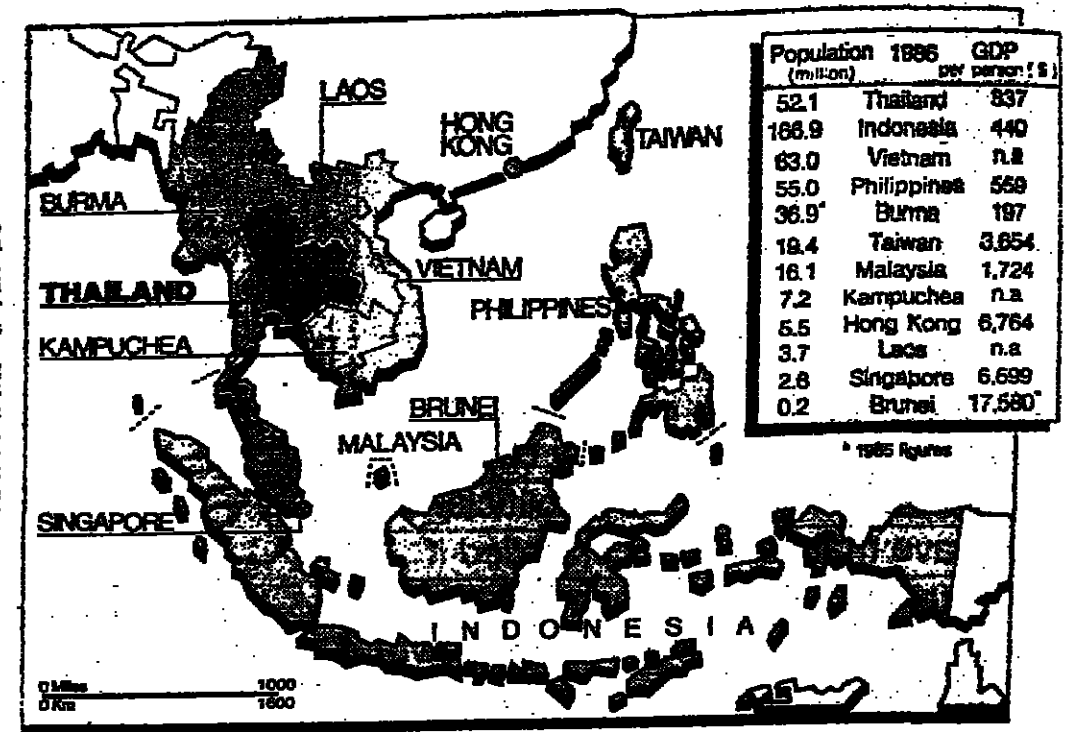 LAOS
HONG
KONG
TAIWAN
BURMA
VIETNAM
THAILAND
PHILIPPINES
KAMPUCHEA
BRUNEI
MALAYSIA
SINGAPORE
INDONESIA
0 Miles 1000
0 Km 1600
Population 1986 GDP
(million) per person ($)
52.1 Thailand 837
166.9 Indonesia 440
63.0 Vietnam n.a
55.0 Philippines 559
36.9* Burma 197
19.4 Taiwan 3,654
16.1 Malaysia 1,724
7.2 Kampuchea n.a
5.5 Hong Kong 6,764
3.7 Laos n.a
2.6 Singapore 6,699
0.2 Brunei 17,580*
* 1985 figures